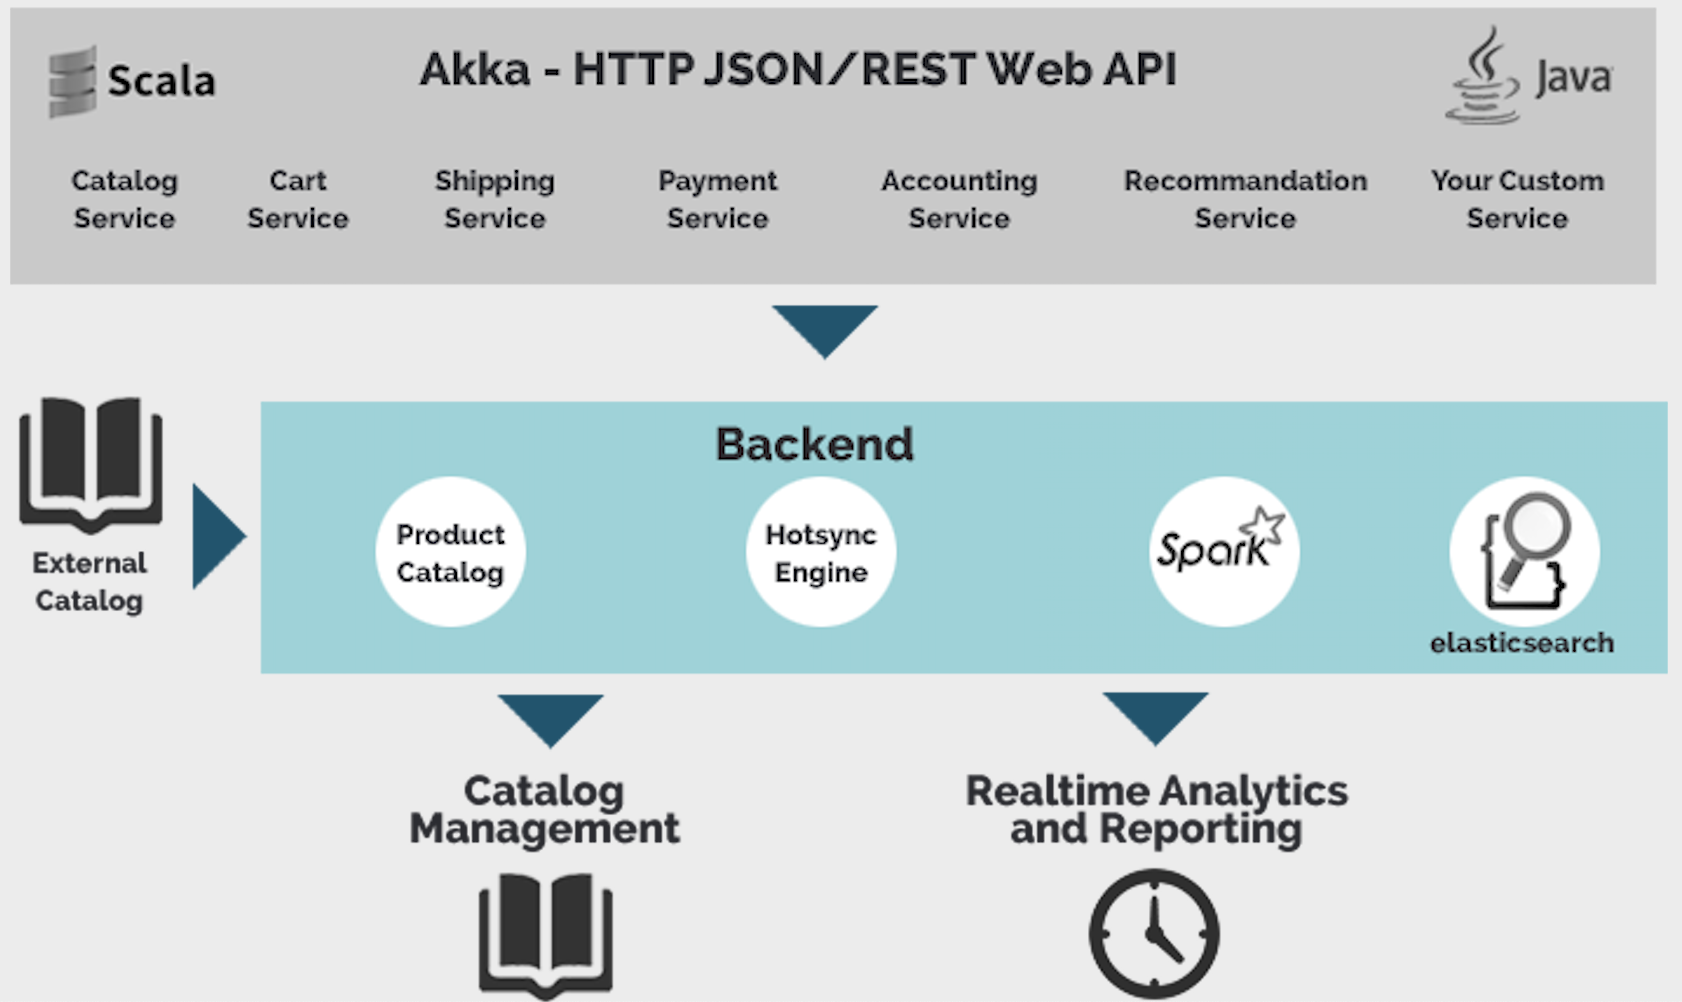 Scala
Akka - HTTP JSON/REST Web API
Java
Catalog
Service
Cart
Service
Shipping
Service
Payment
Service
Accounting
Service
Recommandation
Service
Your Custom
Service
External
Catalog
Backend
Product
Catalog
Hotsync
Engine
Spark
elasticsearch
Catalog
Management
Realtime Analytics
and Reporting